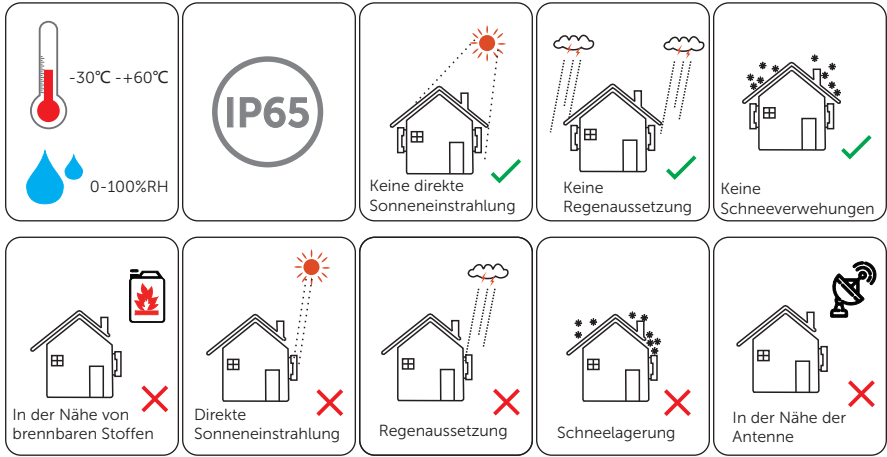 -30℃ -+60℃
0-100%RH
IP65
Keine direkte
Sonneneinstrahlung
Keine
Regenaussetzung
Keine
Schneeverwehungen
In der Nähe von
brennbaren Stoffen
Direkte
Sonneneinstrahlung
Regenaussetzung
Schneelagerung
In der Nähe der
Antenne